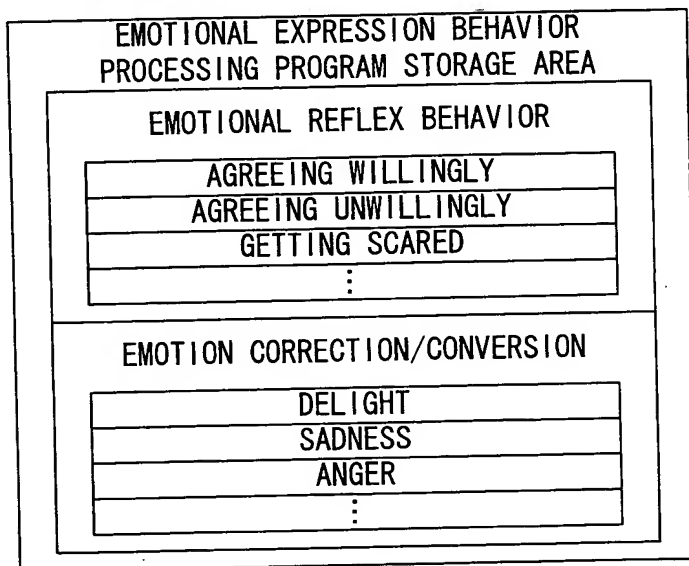 EMOTIONAL EXPRESSION BEHAVIOR
PROCESSING PROGRAM STORAGE AREA
EMOTIONAL REFLEX BEHAVIOR
AGREEING WILLINGLY
AGREEING UNWILLINGLY
GETTING SCARED
⋮
EMOTION CORRECTION/CONVERSION
DELIGHT
SADNESS
ANGER
⋮